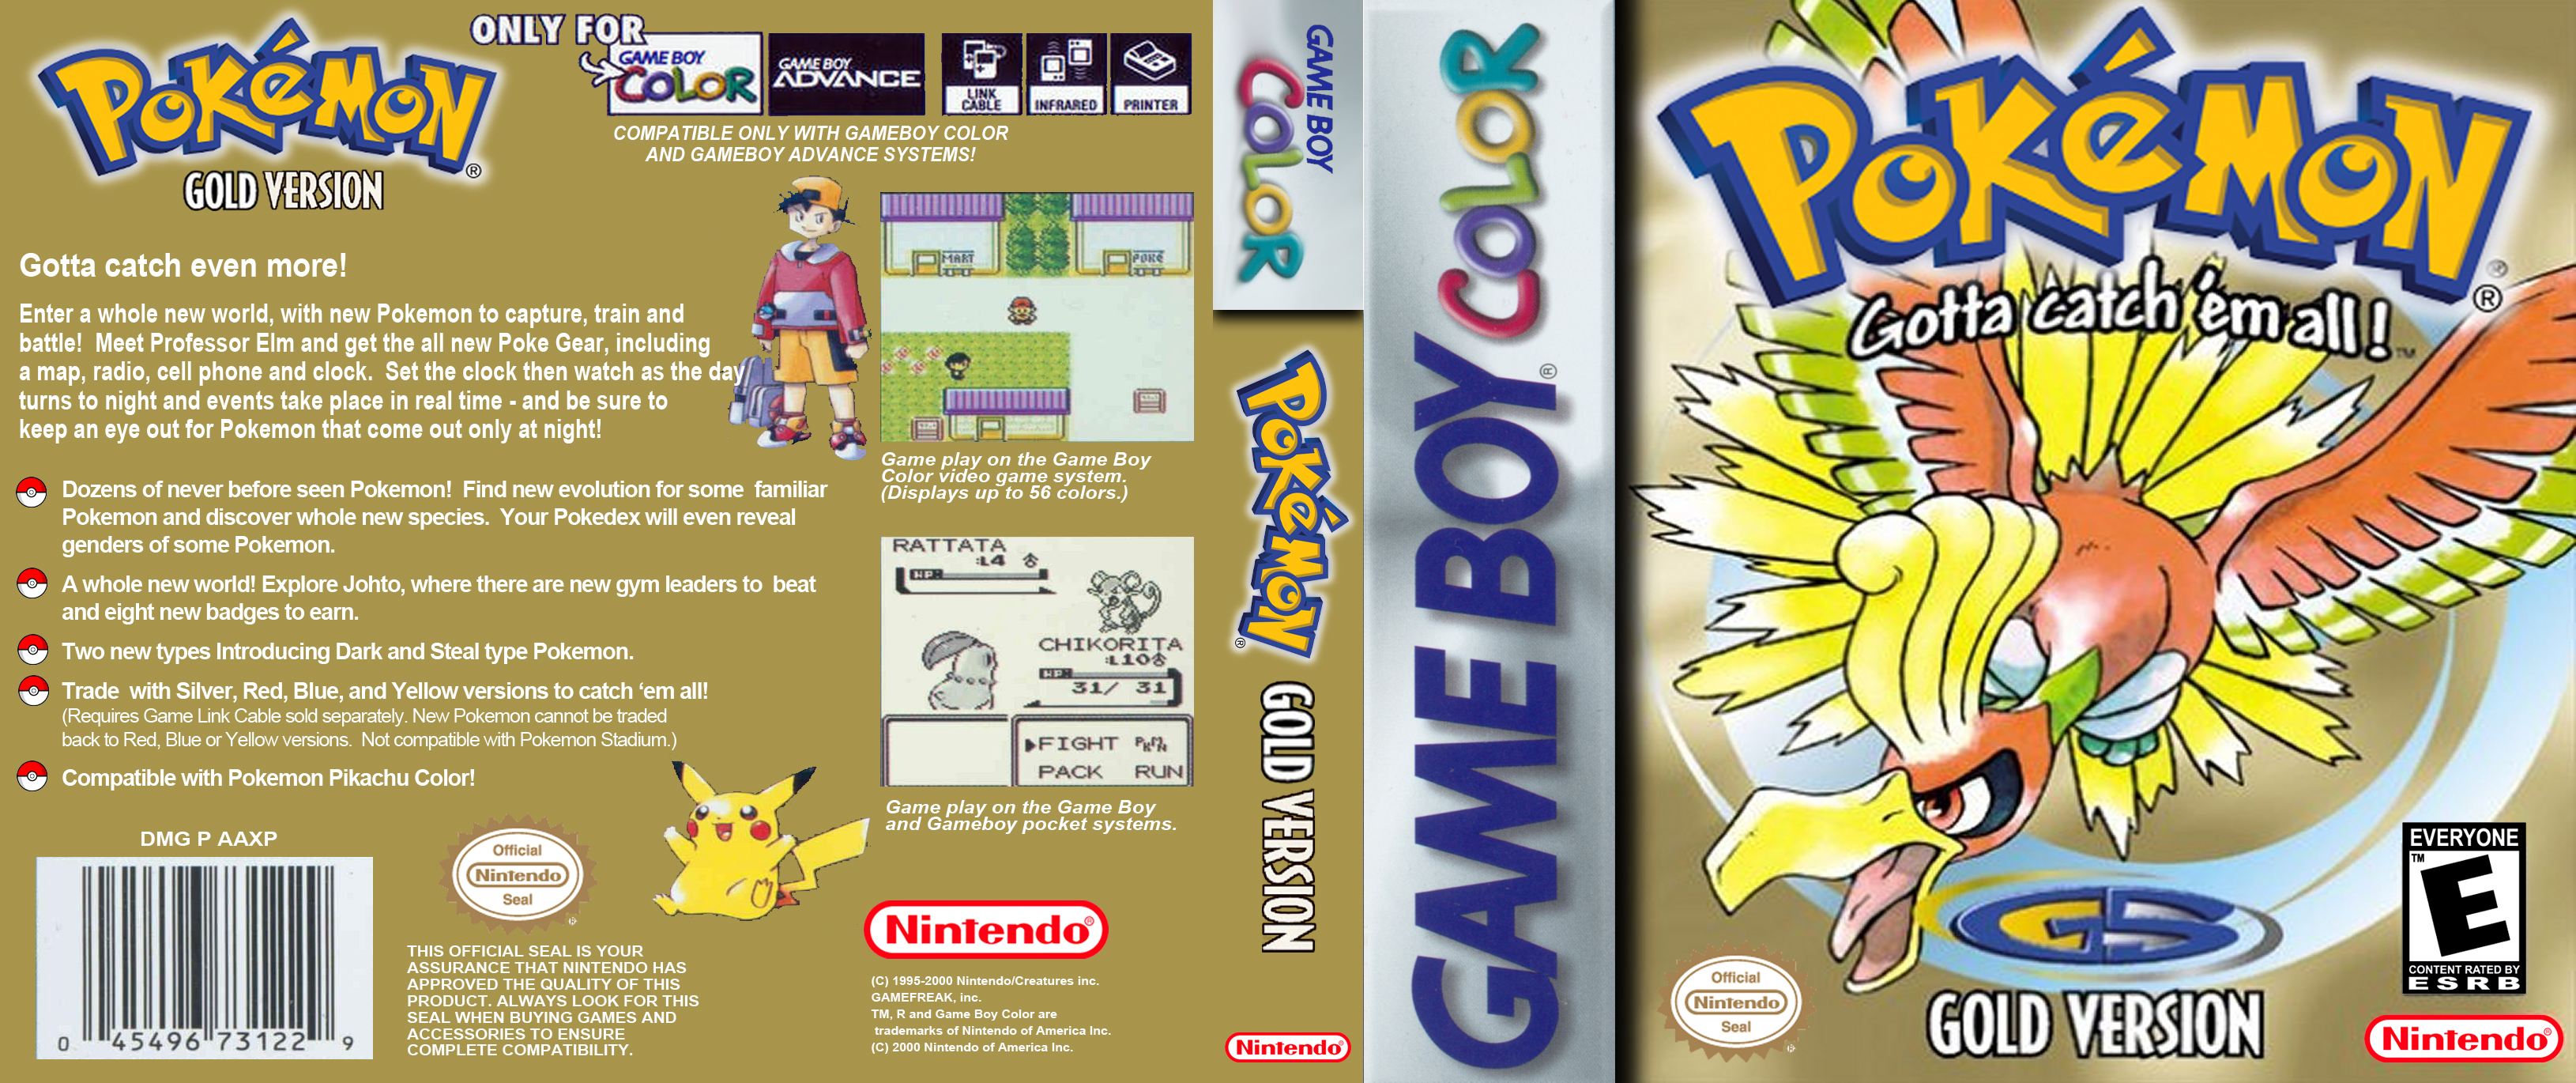 POKéMON®
GOLD VERSION
ONLY FOR
GAME BOY
COLOR
GAME BOY
ADVANCE
LINK
CABLE
INFRARED
PRINTER
COMPATIBLE ONLY WITH GAMEBOY COLOR
AND GAMEBOY ADVANCE SYSTEMS!
Gotta catch even more!
Enter a whole new world, with new Pokemon to capture, train and
battle!  Meet Professor Elm and get the all new Poke Gear, including
a map, radio, cell phone and clock.  Set the clock then watch as the day
turns to night and events take place in real time - and be sure to
keep an eye out for Pokemon that come out only at night!
Dozens of never before seen Pokemon!  Find new evolution for some  familiar
Pokemon and discover whole new species.  Your Pokedex will even reveal
genders of some Pokemon.
A whole new world! Explore Johto, where there are new gym leaders to  beat
and eight new badges to earn.
Two new types Introducing Dark and Steal type Pokemon.
Trade  with Silver, Red, Blue, and Yellow versions to catch ‘em all!
(Requires Game Link Cable sold separately. New Pokemon cannot be traded
back to Red, Blue or Yellow versions.  Not compatible with Pokemon Stadium.)
Compatible with Pokemon Pikachu Color!
MART
POKé
Game play on the Game Boy
Color video game system.
(Displays up to 56 colors.)
RATTATA
:L4 ♂
HP:
CHIKORITA
:L10♂
HP:
31/ 31
▶FIGHT PKMN
PACK RUN
Game play on the Game Boy
and Gameboy pocket systems.
DMG P AAXP
0 45496 73122 9
Official
Nintendo
Seal
®
THIS OFFICIAL SEAL IS YOUR
ASSURANCE THAT NINTENDO HAS
APPROVED THE QUALITY OF THIS
PRODUCT. ALWAYS LOOK FOR THIS
SEAL WHEN BUYING GAMES AND
ACCESSORIES TO ENSURE
COMPLETE COMPATIBILITY.
Nintendo®
(C) 1995-2000 Nintendo/Creatures inc.
GAMEFREAK, inc.
TM, R and Game Boy Color are
trademarks of Nintendo of America Inc.
(C) 2000 Nintendo of America Inc.
GAME BOY
COLOR
POKéMON®
GOLD VERSION
Nintendo®
GAME BOY® COLOR
POKéMON®
®
Gotta catch 'em all!™
GS
GOLD VERSION
Official
Nintendo
Seal
®
EVERYONE
™
E
CONTENT RATED BY
ESRB
Nintendo®